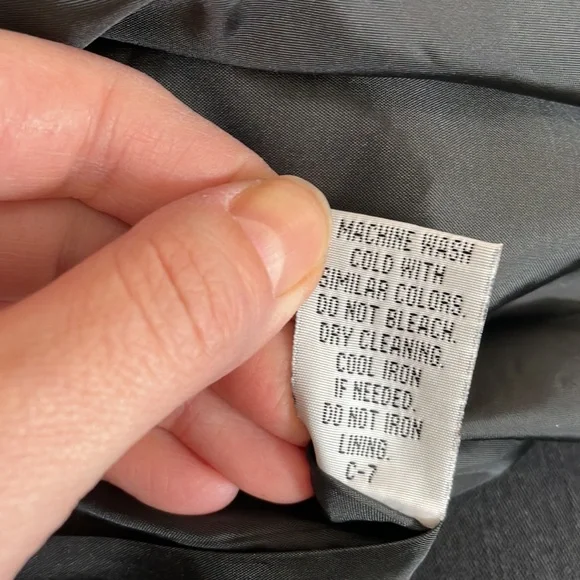 MACHINE WASH
COLD WITH
SIMILAR COLORS.
DO NOT BLEACH.
DRY CLEANING.
COOL IRON
IF NEEDED.
DO NOT IRON
LINING.
C-7